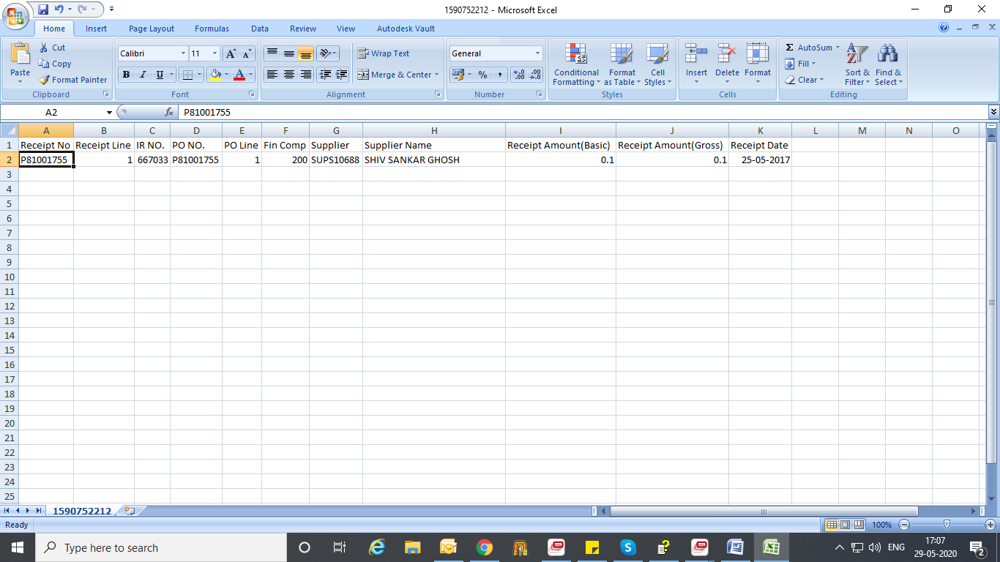 1590752212 - Microsoft Excel
Home Insert Page Layout Formulas Data Review View Autodesk Vault
Paste Cut Calibri 11 Wrap Text General Conditional Formatting Format as Table Cell Styles Insert Delete Format Σ AutoSum Sort & Filter Find & Select
Copy Fill
Format Painter B I U Merge & Center % , Clear
Clipboard Font Alignment Number Styles Cells Editing
A2 fx P81001755
A B C D E F G H I J K L M N O
1 Receipt No Receipt Line IR NO. PO NO. PO Line Fin Comp Supplier Supplier Name Receipt Amount(Basic) Receipt Amount(Gross) Receipt Date
2 P81001755 1 667033 P81001755 1 200 SUPS10688 SHIV SANKAR GHOSH 0.1 0.1 25-05-2017
3
4
5
6
7
8
9
10
11
12
13
14
15
16
17
18
19
20
21
22
23
24
25
1590752212
Ready 100%
Type here to search ENG 17:07
29-05-2020 2